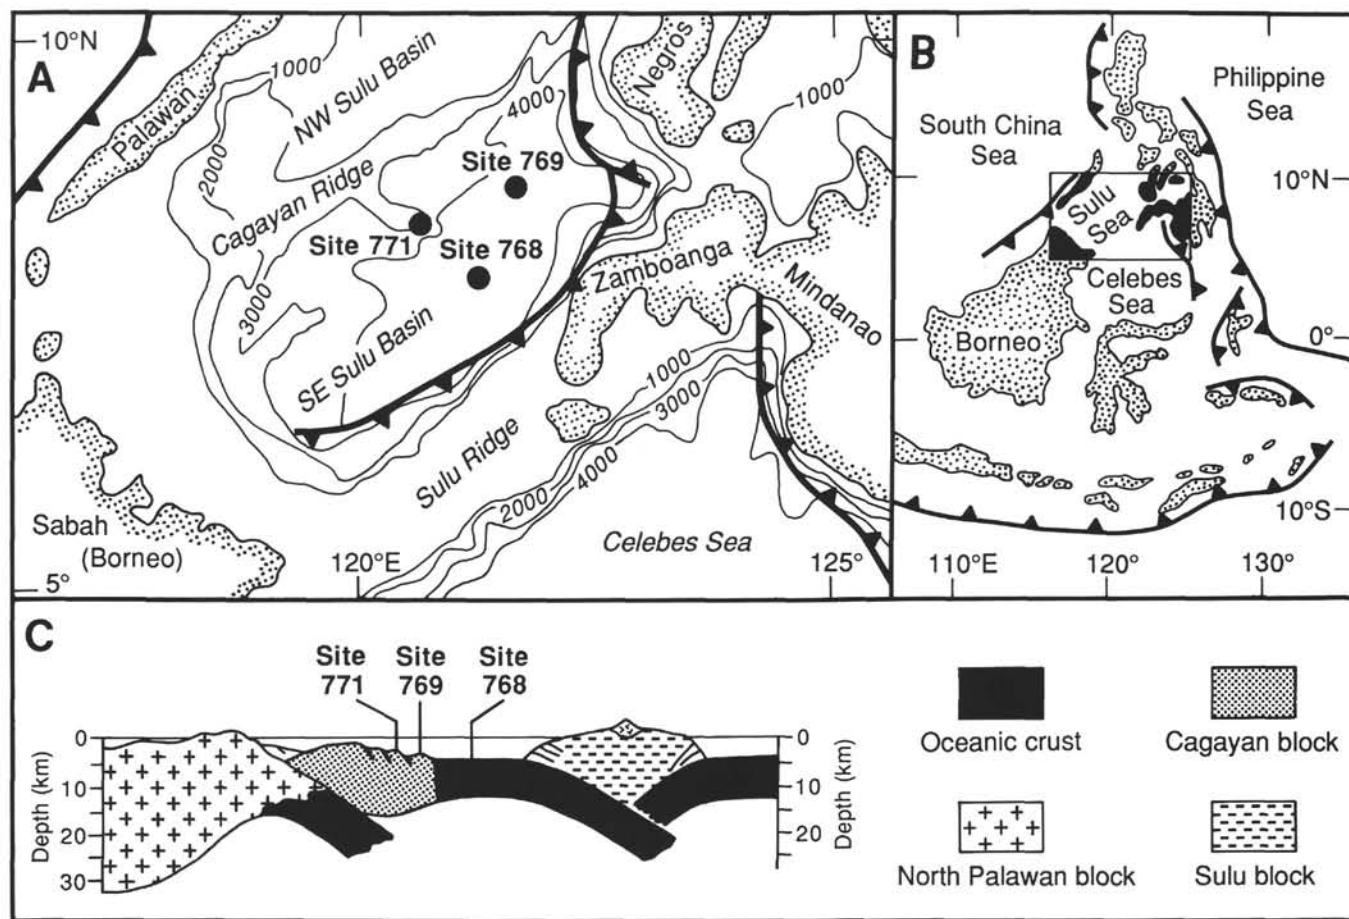 A
10°N
Palawan
1000
2000
NW Sulu Basin
4000
Negros
1000
Cagayan Ridge
Site 769
Site 771
Site 768
3000
SE Sulu Basin
Zamboanga
Mindanao
1000
3000
Sulu Ridge
2000
4000
Celebes Sea
Sabah
(Borneo)
5°
120°E
125°
B
Philippine
Sea
South China
Sea
10°N
Sulu
Sea
Celebes
Sea
Borneo
0°
10°S
110°E
120°
130°
C
Site
771
Site
769
Site
768
0
10
20
30
Depth (km)
0
10
20
Depth (km)
Oceanic crust
Cagayan block
North Palawan block
Sulu block